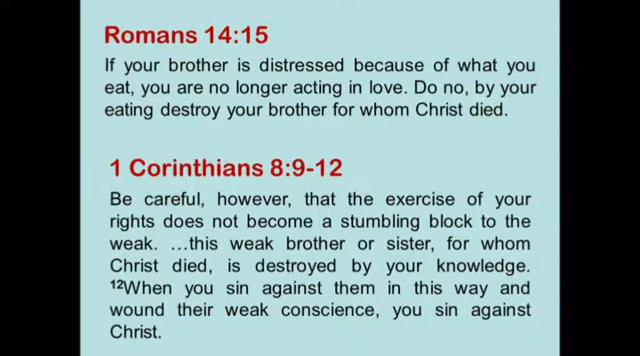 Romans 14:15
If your brother is distressed because of what you
eat, you are no longer acting in love. Do no, by your
eating destroy your brother for whom Christ died.
1 Corinthians 8:9-12
Be careful, however, that the exercise of your
rights does not become a stumbling block to the
weak. …this weak brother or sister, for whom
Christ died, is destroyed by your knowledge.
¹²When you sin against them in this way and
wound their weak conscience, you sin against
Christ.